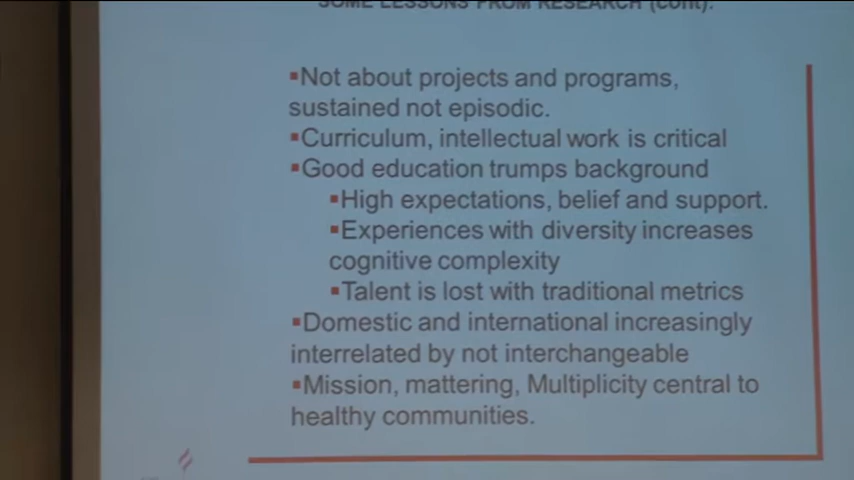 SOME LESSONS FROM RESEARCH (cont).
▪Not about projects and programs,
sustained not episodic.
▪Curriculum, intellectual work is critical
▪Good education trumps background
▪High expectations, belief and support.
▪Experiences with diversity increases
cognitive complexity
▪Talent is lost with traditional metrics
▪Domestic and international increasingly
interrelated by not interchangeable
▪Mission, mattering, Multiplicity central to
healthy communities.